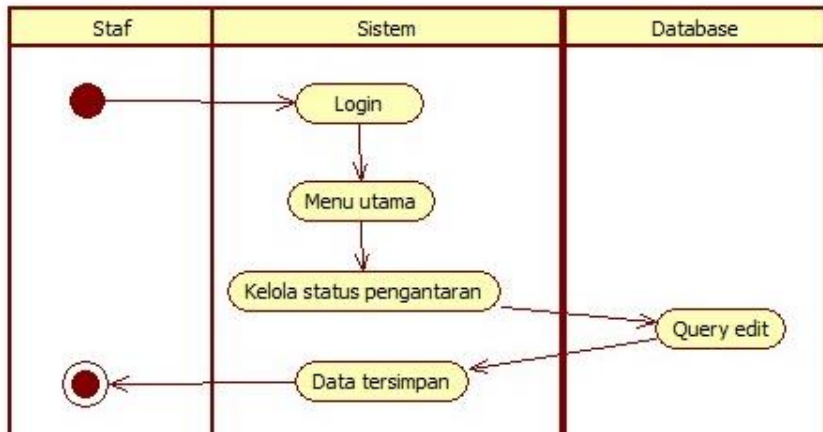 Staf
Sistem
Database
Login
Menu utama
Kelola status pengantaran
Query edit
Data tersimpan